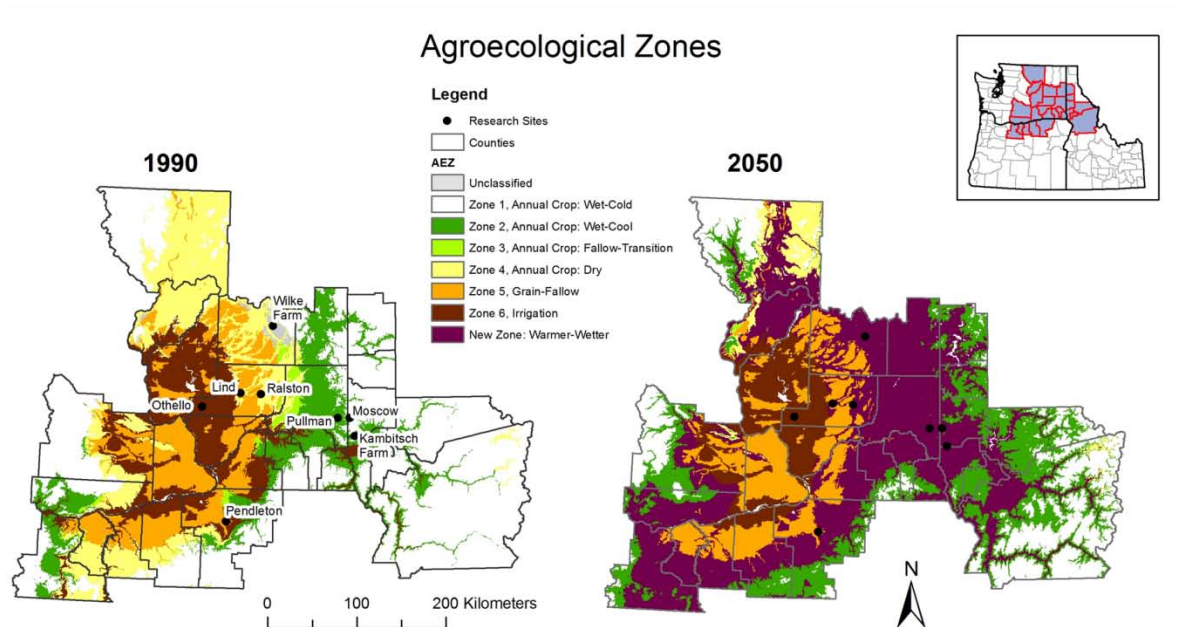 Agroecological Zones
Legend
Research Sites
Counties
AEZ
Unclassified
Zone 1, Annual Crop: Wet-Cold
Zone 2, Annual Crop: Wet-Cool
Zone 3, Annual Crop: Fallow-Transition
Zone 4, Annual Crop: Dry
Zone 5, Grain-Fallow
Zone 6, Irrigation
New Zone: Warmer-Wetter
1990
Wilke
Farm
Lind
Ralston
Othello
Pullman
Moscow
Kambitsch
Farm
Pendleton
0 100 200 Kilometers
2050
N